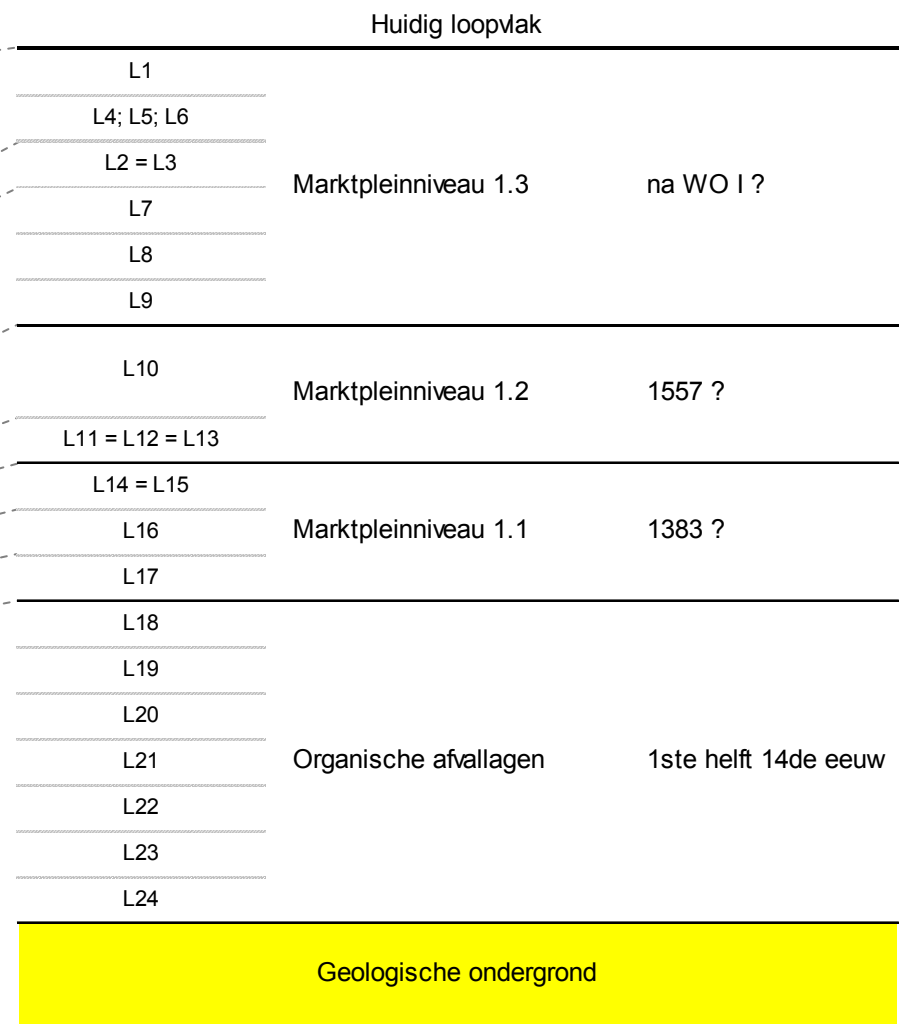 Huidig loopvlak
L1
L4; L5; L6
L2 = L3
Marktpleinniveau 1.3 na WO I ?
L7
L8
L9
L10
Marktpleinniveau 1.2 1557 ?
L11 = L12 = L13
L14 = L15
L16 Marktpleinniveau 1.1 1383 ?
L17
L18
L19
L20
L21 Organische afvallagen 1ste helft 14de eeuw
L22
L23
L24
Geologische ondergrond